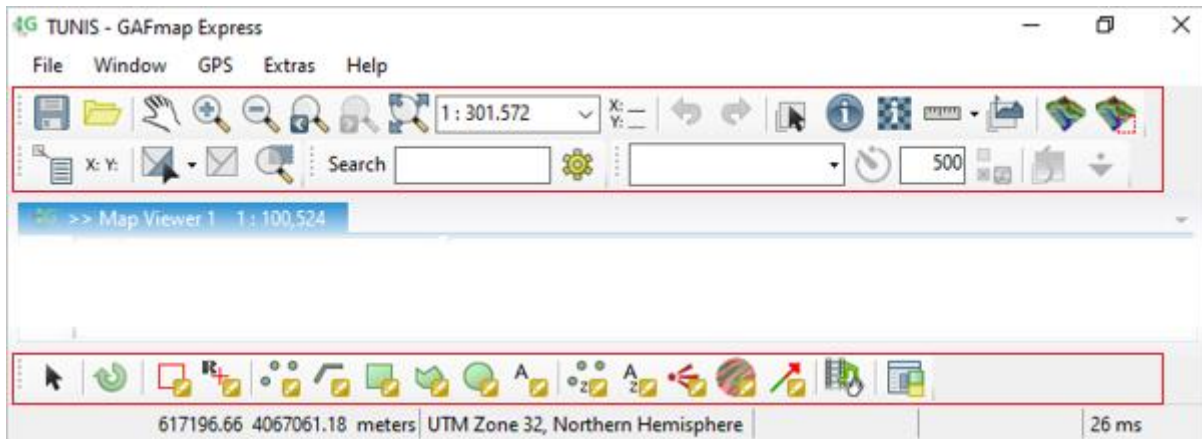 TUNIS - GAFmap Express
File Window GPS Extras Help
1 : 301.572 X: Y:
X: Y: Search 500
>> Map Viewer 1 1 : 100,524
R A z A z
617196.66 4067061.18 meters UTM Zone 32, Northern Hemisphere 26 ms